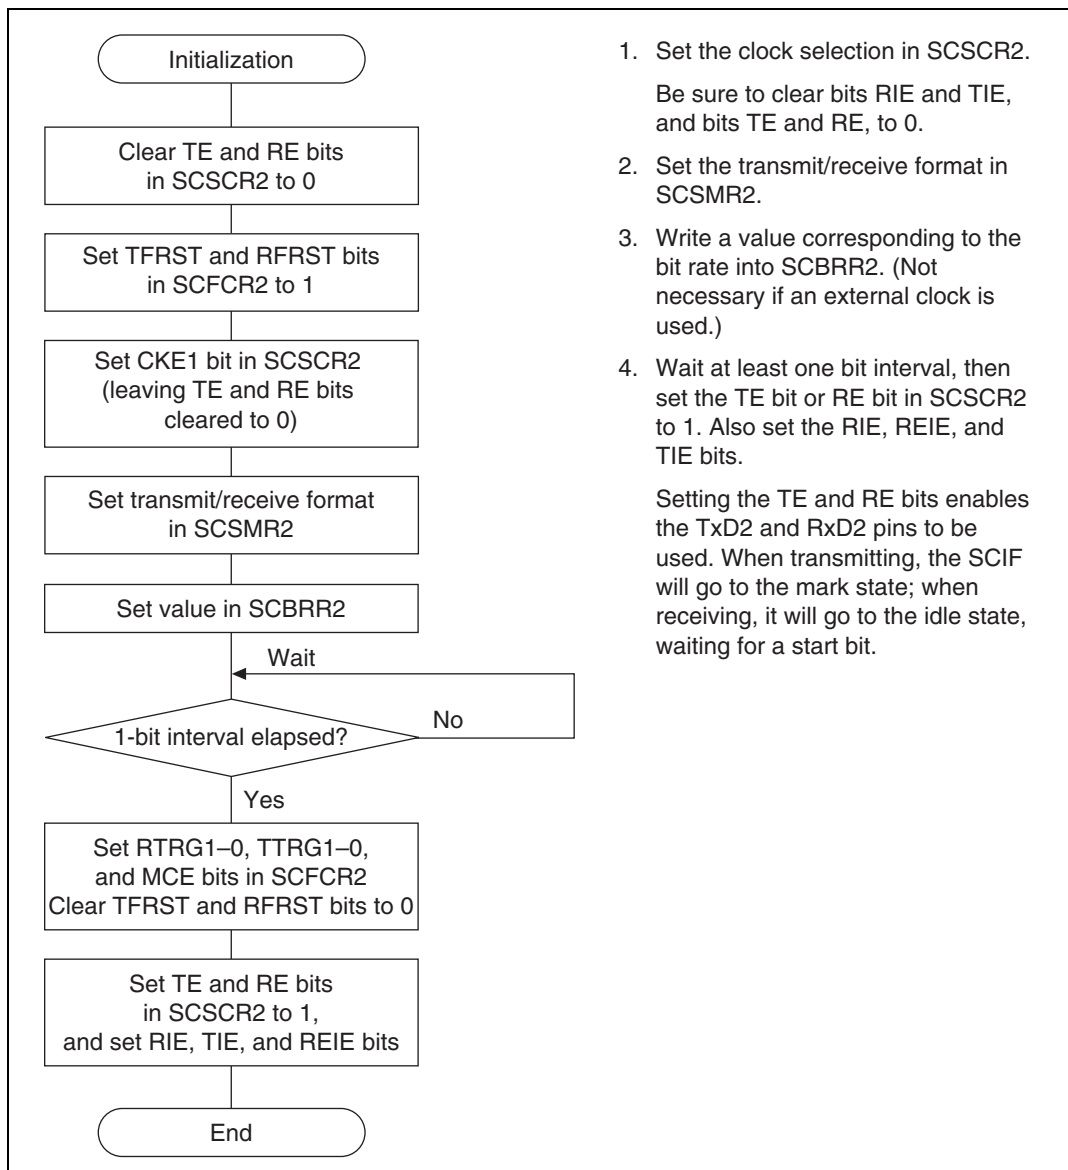 Initialization
Clear TE and RE bits
in SCSCR2 to 0
Set TFRST and RFRST bits
in SCFCR2 to 1
Set CKE1 bit in SCSCR2
(leaving TE and RE bits
cleared to 0)
Set transmit/receive format
in SCSMR2
Set value in SCBRR2
Wait
1-bit interval elapsed?
No
Yes
Set RTRG1–0, TTRG1–0,
and MCE bits in SCFCR2
Clear TFRST and RFRST bits to 0
Set TE and RE bits
in SCSCR2 to 1,
and set RIE, TIE, and REIE bits
End
1. Set the clock selection in SCSCR2.
Be sure to clear bits RIE and TIE,
and bits TE and RE, to 0.
2. Set the transmit/receive format in
SCSMR2.
3. Write a value corresponding to the
bit rate into SCBRR2. (Not
necessary if an external clock is
used.)
4. Wait at least one bit interval, then
set the TE bit or RE bit in SCSCR2
to 1. Also set the RIE, REIE, and
TIE bits.
Setting the TE and RE bits enables
the TxD2 and RxD2 pins to be
used. When transmitting, the SCIF
will go to the mark state; when
receiving, it will go to the idle state,
waiting for a start bit.